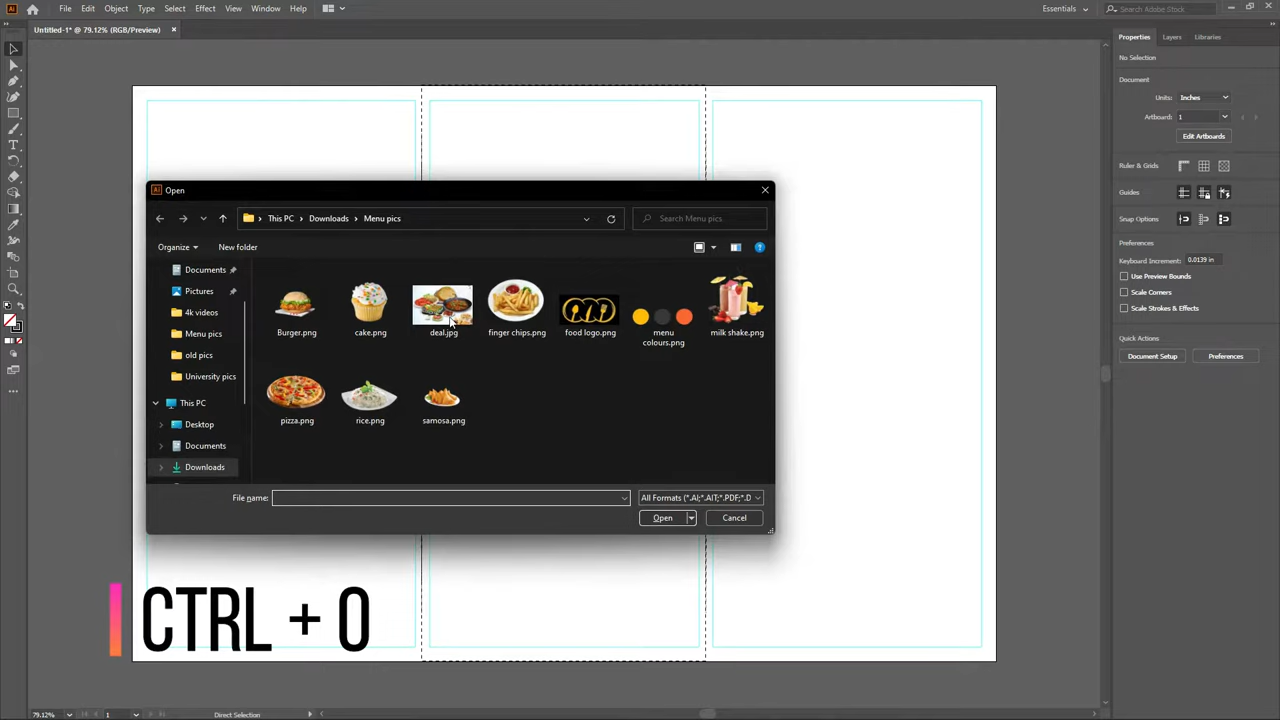 Ai File Edit Object Type Select Effect View Window Help Essentials Search Adobe Stock
Untitled-1* @ 79.12% (RGB/Preview) ×
Properties Layers Libraries
No Selection
Document
Units: Inches
Artboard: 1
Edit Artboards
Ruler & Grids
Guides
Snap Options
Preferences
Keyboard Increment: 0.0139 in
Use Preview Bounds
Scale Corners
Scale Strokes & Effects
Quick Actions
Document Setup Preferences
Ai Open
This PC > Downloads > Menu pics
Search Menu pics
Organize New folder
Documents
Pictures
4k videos
Menu pics
old pics
University pics
This PC
Desktop
Documents
Downloads
Burger.png cake.png deal.jpg finger chips.png food logo.png menu colours.png milk shake.png
pizza.png rice.png samosa.png
File name: All Formats (*.AI;*.AIT;*.PDF;*.D
Open Cancel
CTRL + O
79.12% 1 Direct Selection